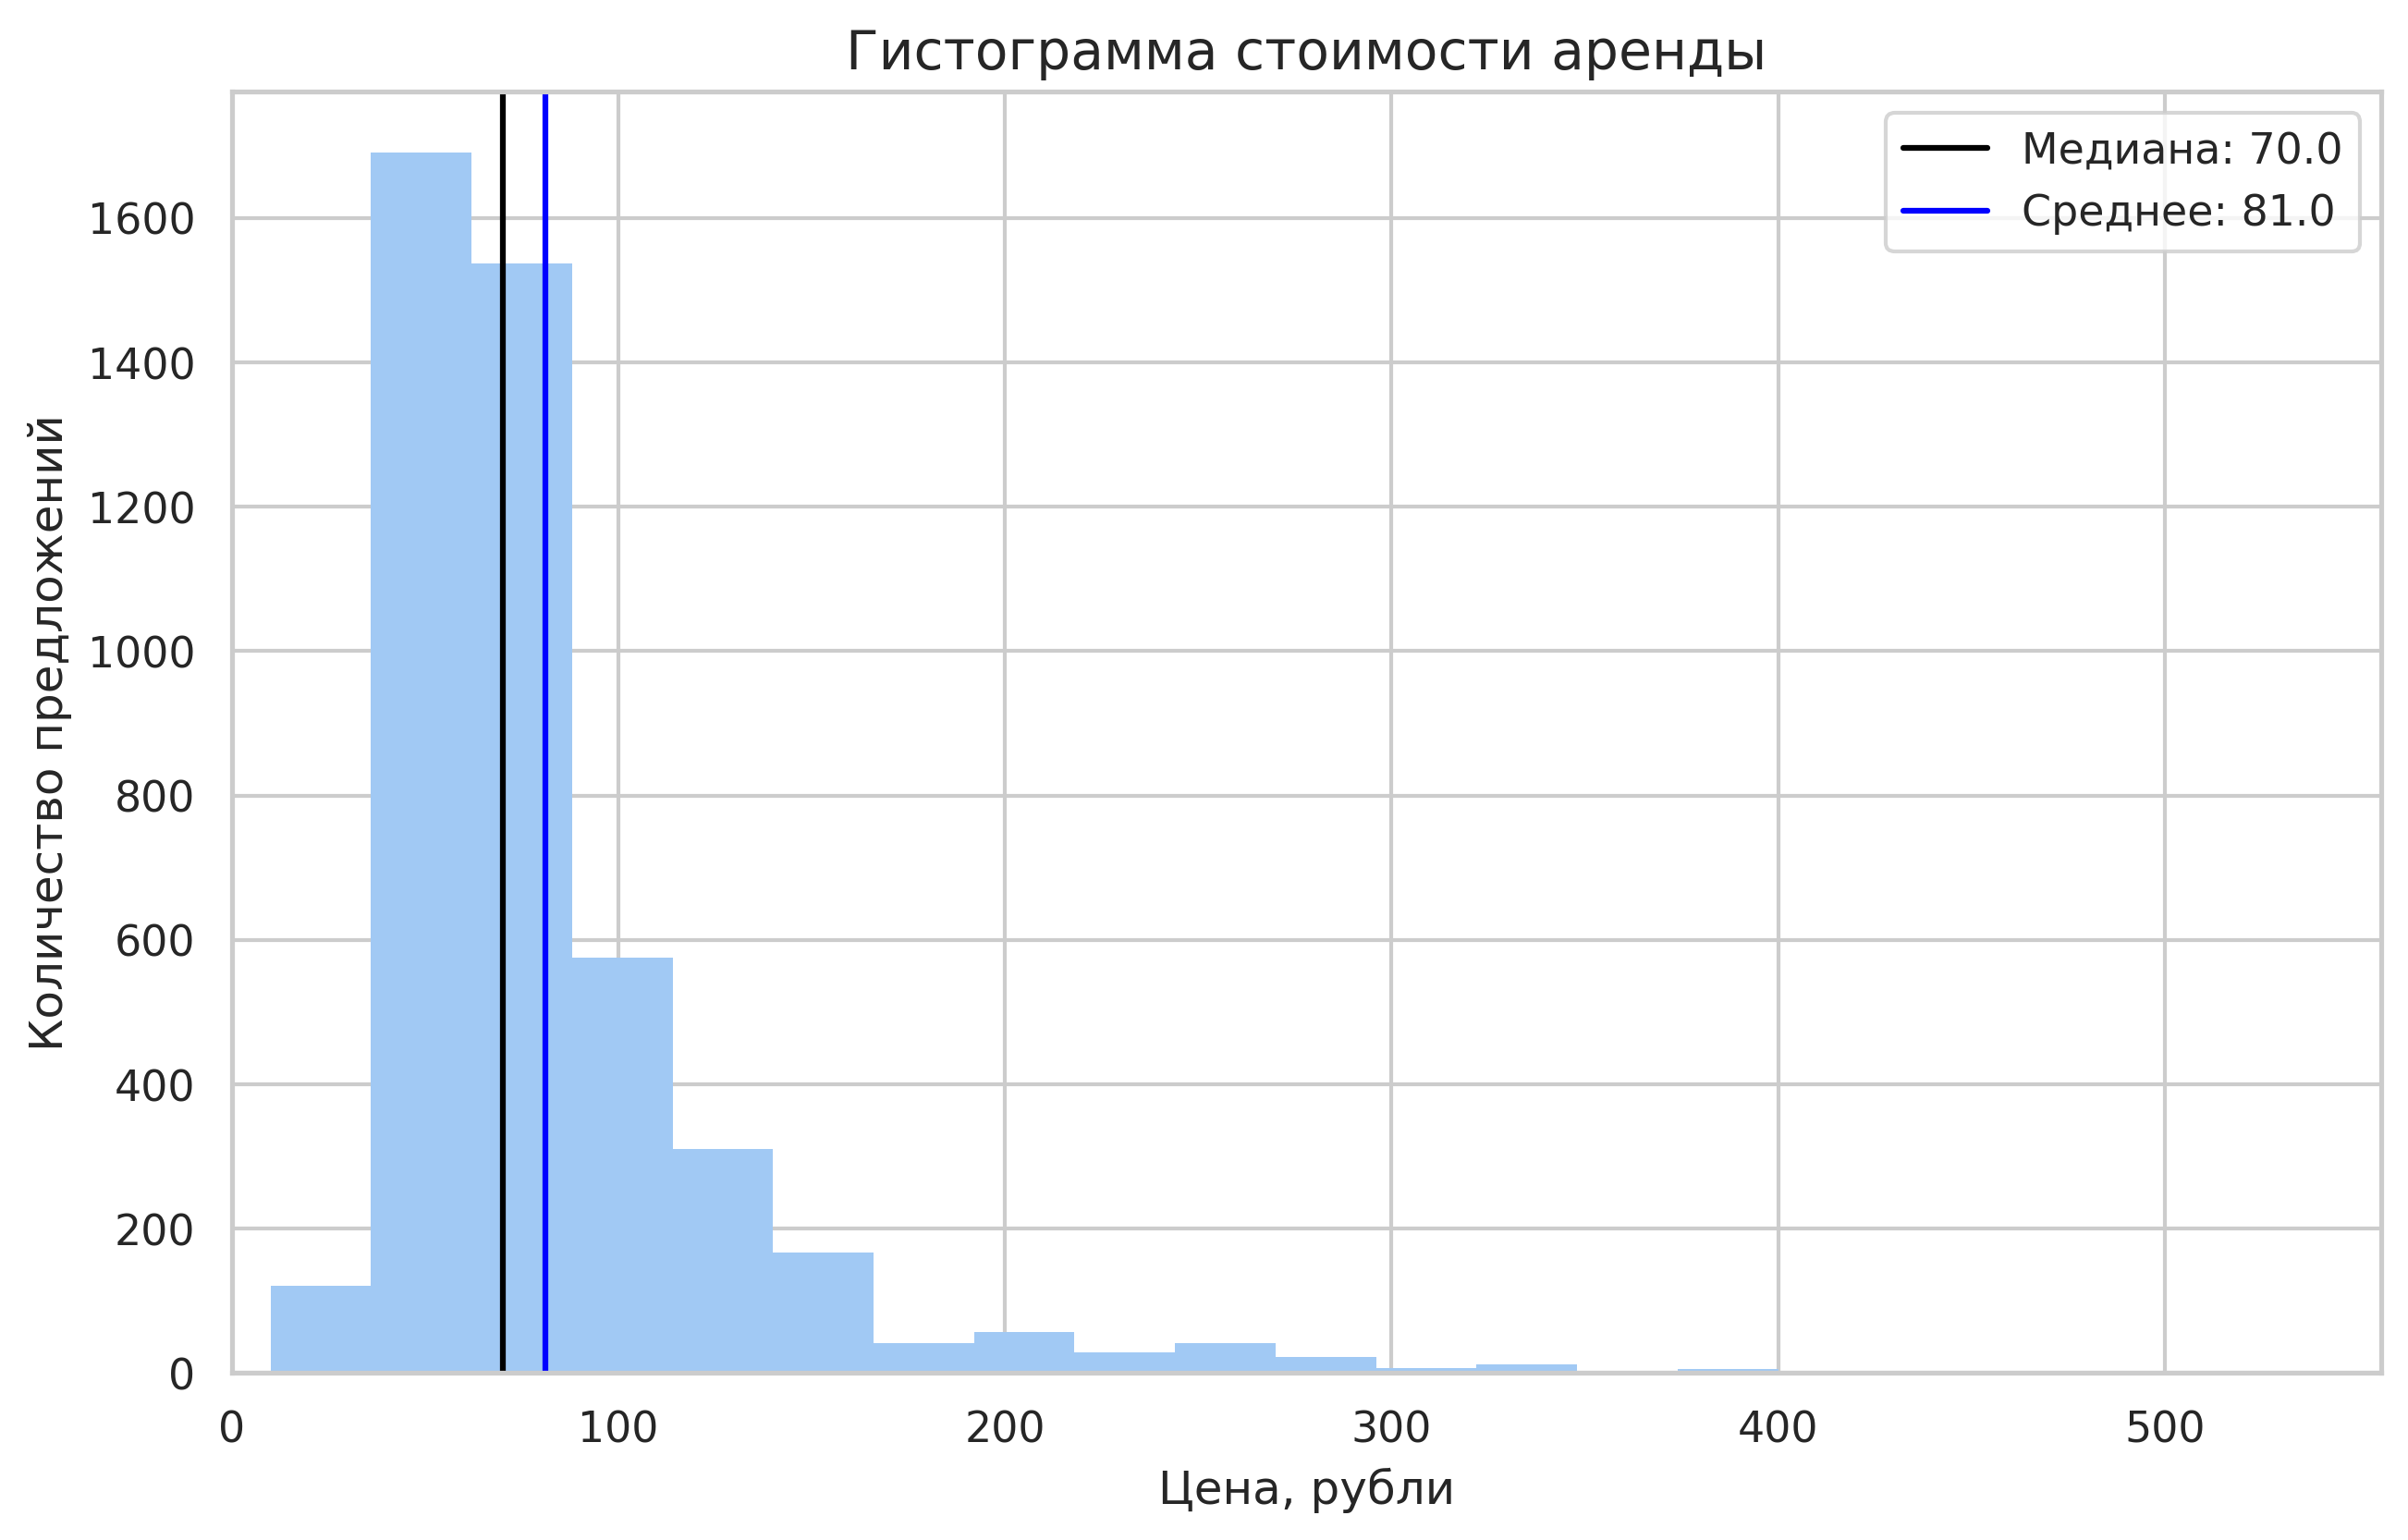 Гистограмма стоимости аренды
Медиана: 70.0
Среднее: 81.0
Количество предложений
1600
1400
1200
1000
800
600
400
200
0
0 100 200 300 400 500
Цена, рубли